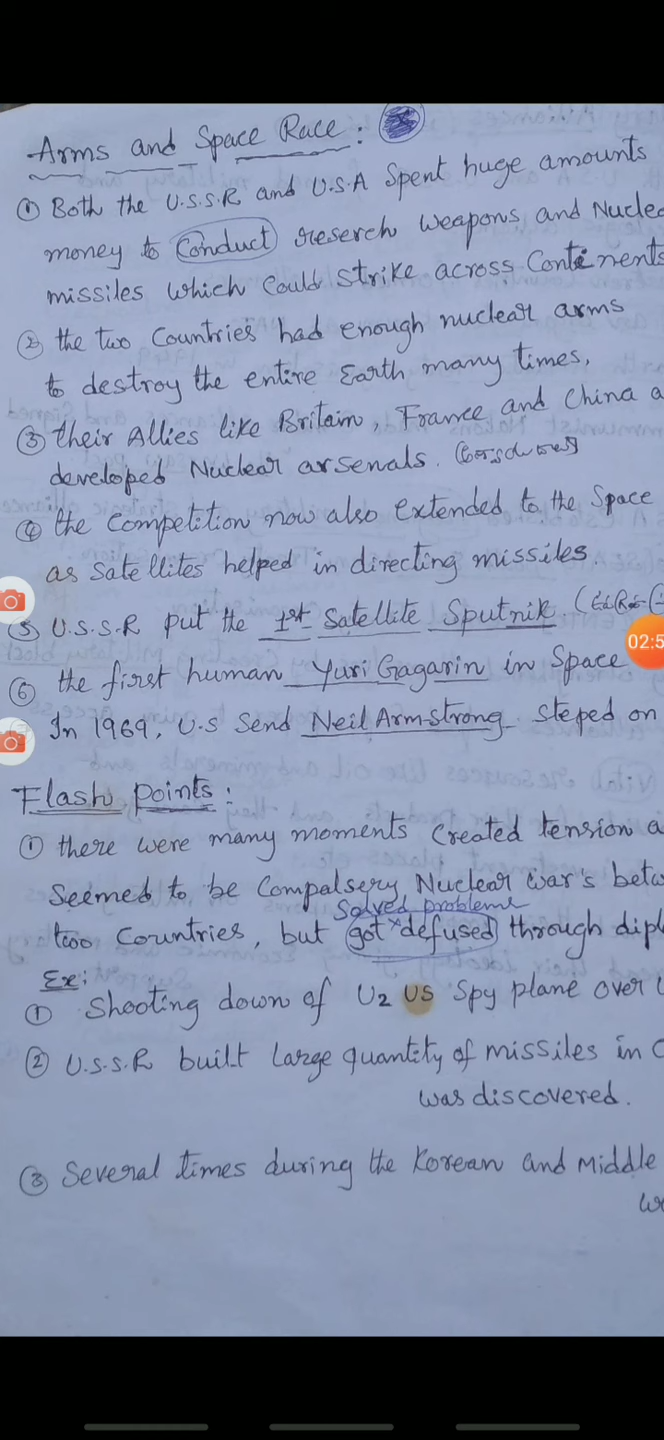 Arms and Space Race :
① Both the U.S.S.R and U.S.A Spent huge amounts
money to Conduct reserch weapons and Nuclea
missiles which Could strike across Continents
② the two Countries had enough nuclear arms
to destroy the entire Earth many times,
③ their Allies like Britain, France and China a
developed Nuclear arsenals.
④ the Competition now also extended to the Space
as Satellites helped in directing missiles.
⑤ U.S.S.R put the 1st Satellite Sputnik.
02:5
⑥ the first human Yuri Gagarin in Space
In 1969, U.S Send Neil Armstrong steped on
Flash points :
① there were many moments Created tension a
Seemed to be Compalsery Nuclear war's betw
Solved problems
two Countries, but got defused through dipl
Ex:
① Shooting down of U2 US Spy plane over
② U.S.S.R built Large quantity of missiles in C
was discovered.
③ Several times during the Korean and Middle